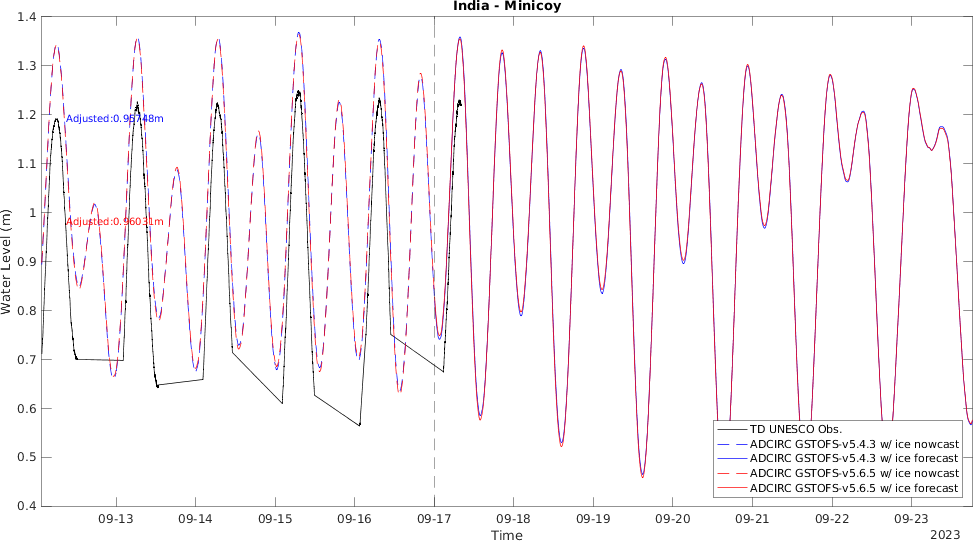 India - Minicoy
1.4
1.3
1.2
1.1
1
0.9
0.8
0.7
0.6
0.5
0.4
Water Level (m)
Adjusted:0.95748m
Adjusted:0.96031m
TD UNESCO Obs.
ADCIRC GSTOFS-v5.4.3 w/ ice nowcast
ADCIRC GSTOFS-v5.4.3 w/ ice forecast
ADCIRC GSTOFS-v5.6.5 w/ ice nowcast
ADCIRC GSTOFS-v5.6.5 w/ ice forecast
09-13 09-14 09-15 09-16 09-17 09-18 09-19 09-20 09-21 09-22 09-23
Time
2023